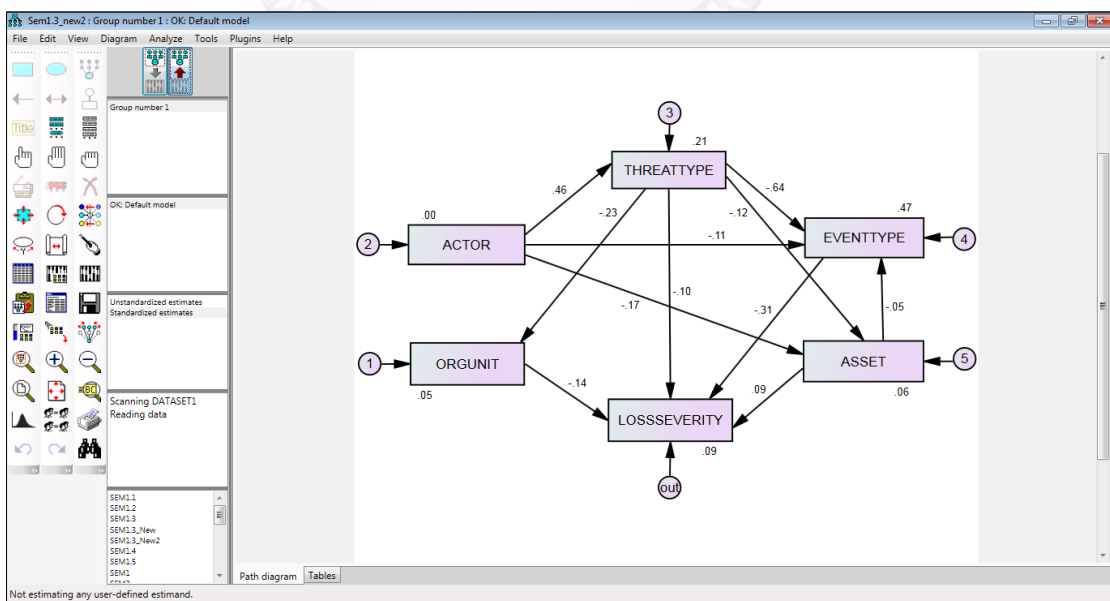 Sem1.3_new2 : Group number 1 : OK: Default model
File Edit View Diagram Analyze Tools Plugins Help
Title
Group number 1
OK: Default model
Unstandardized estimates
Standardized estimates
Scanning DATASET1
Reading data
SEM1.1
SEM1.2
SEM1.3
SEM1.3_New
SEM1.3_New2
SEM1.4
SEM1.5
SEM1
3
.21
THREATTYPE
.46
-.64
-.23
-.12
.00
.47
2
ACTOR
-.11
EVENTTYPE
4
-.10
-.17
-.31
-.05
1
ORGUNIT
ASSET
5
.05
-.14
.09
.06
LOSSSEVERITY
.09
out
Path diagram Tables
Not estimating any user-defined estimand.